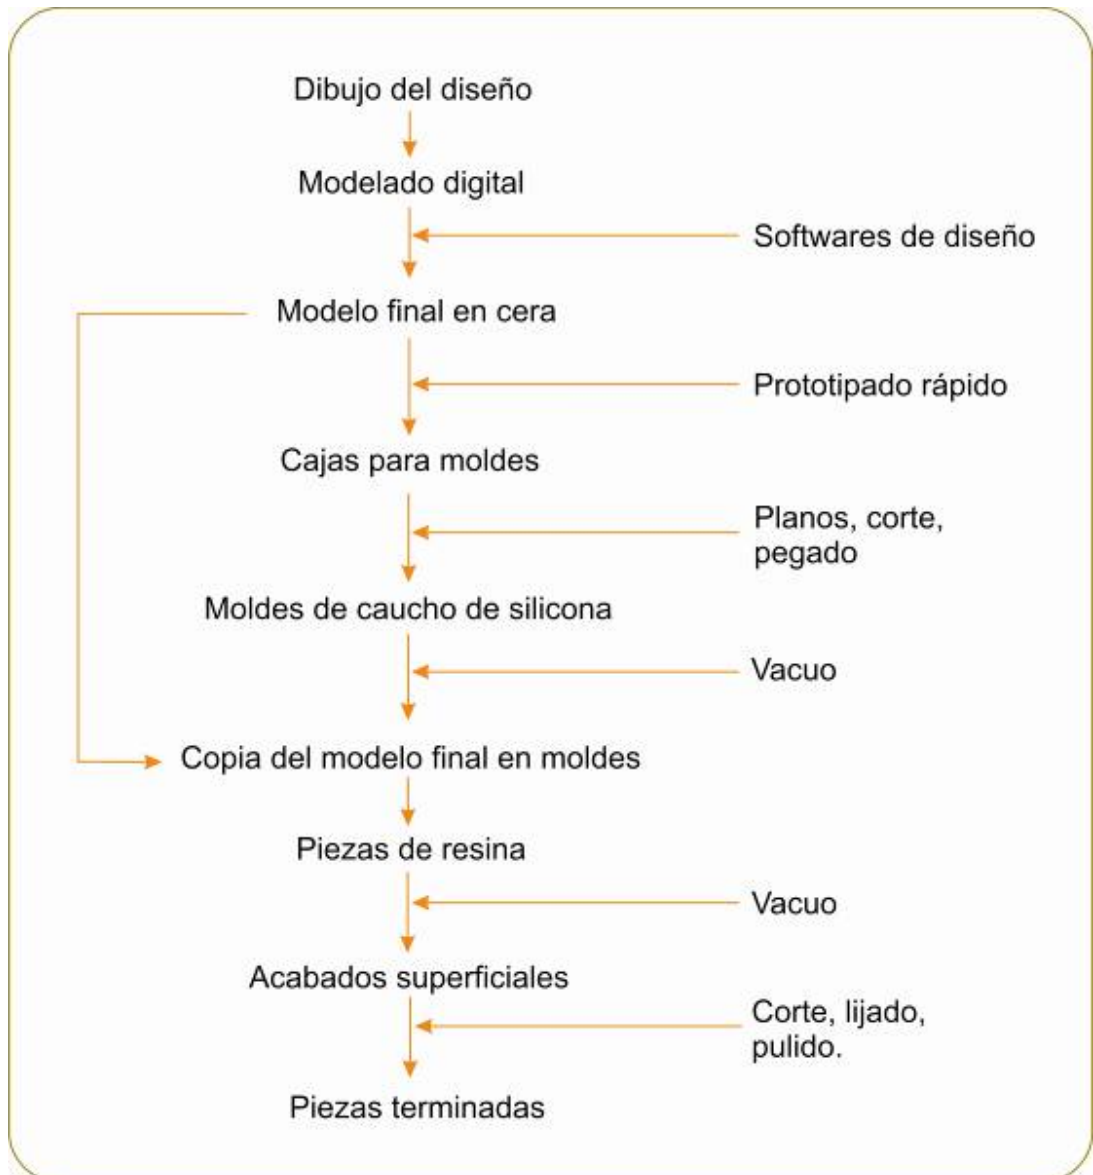 Dibujo del diseño
Modelado digital
Softwares de diseño
Modelo final en cera
Prototipado rápido
Cajas para moldes
Planos, corte,
pegado
Moldes de caucho de silicona
Vacuo
Copia del modelo final en moldes
Piezas de resina
Vacuo
Acabados superficiales
Corte, lijado,
pulido.
Piezas terminadas